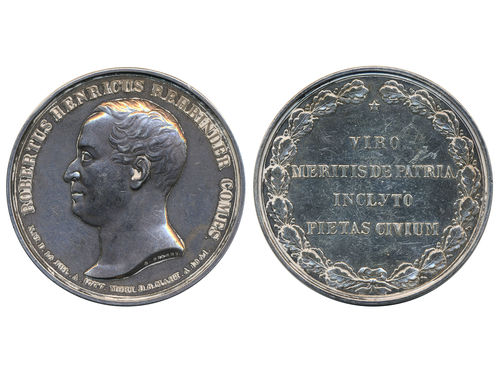 ROBERTUS HENRICUS REHBINDER COMES.
VIRO
MERITIS DE PATRIA
INCLYTO
PIETAS CIVIUM